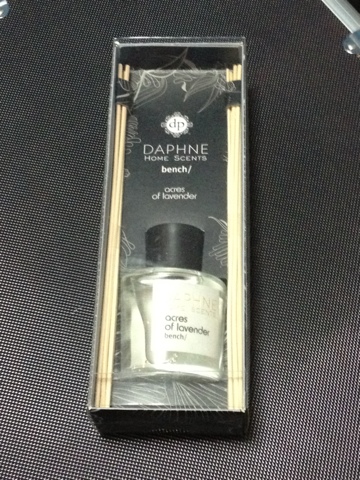 dp
DAPHNE
HOME SCENTS
bench/
acres
of lavender
acres
of lavender
bench/